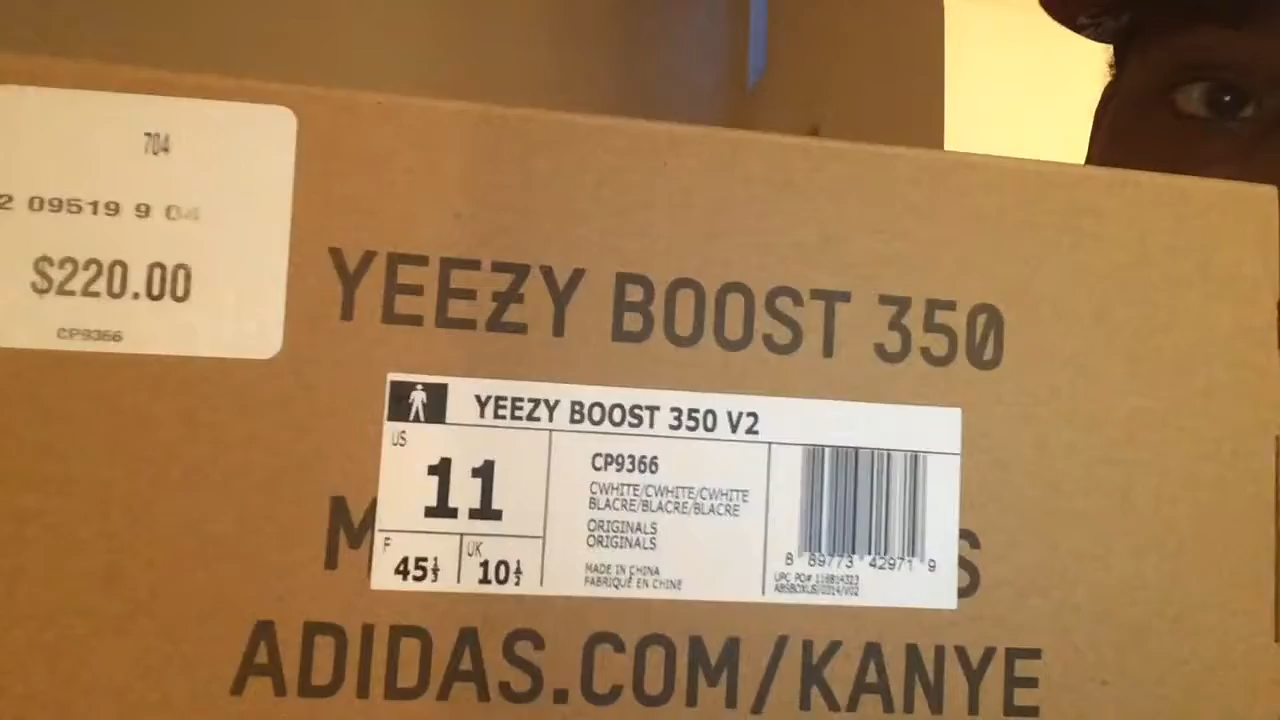 704
2 09519 9 04
$220.00
CP9366
YEEZY BOOST 350
YEEZY BOOST 350 V2
US
11
F
45⅓
UK
10½
CP9366
CWHITE/CWHITE/CWHITE
BLACRE/BLACRE/BLACRE
ORIGINALS
ORIGINALS
MADE IN CHINA
FABRIQUÉ EN CHINE
8 89773 42971 9
UPC PO#
M S
ADIDAS.COM/KANYE